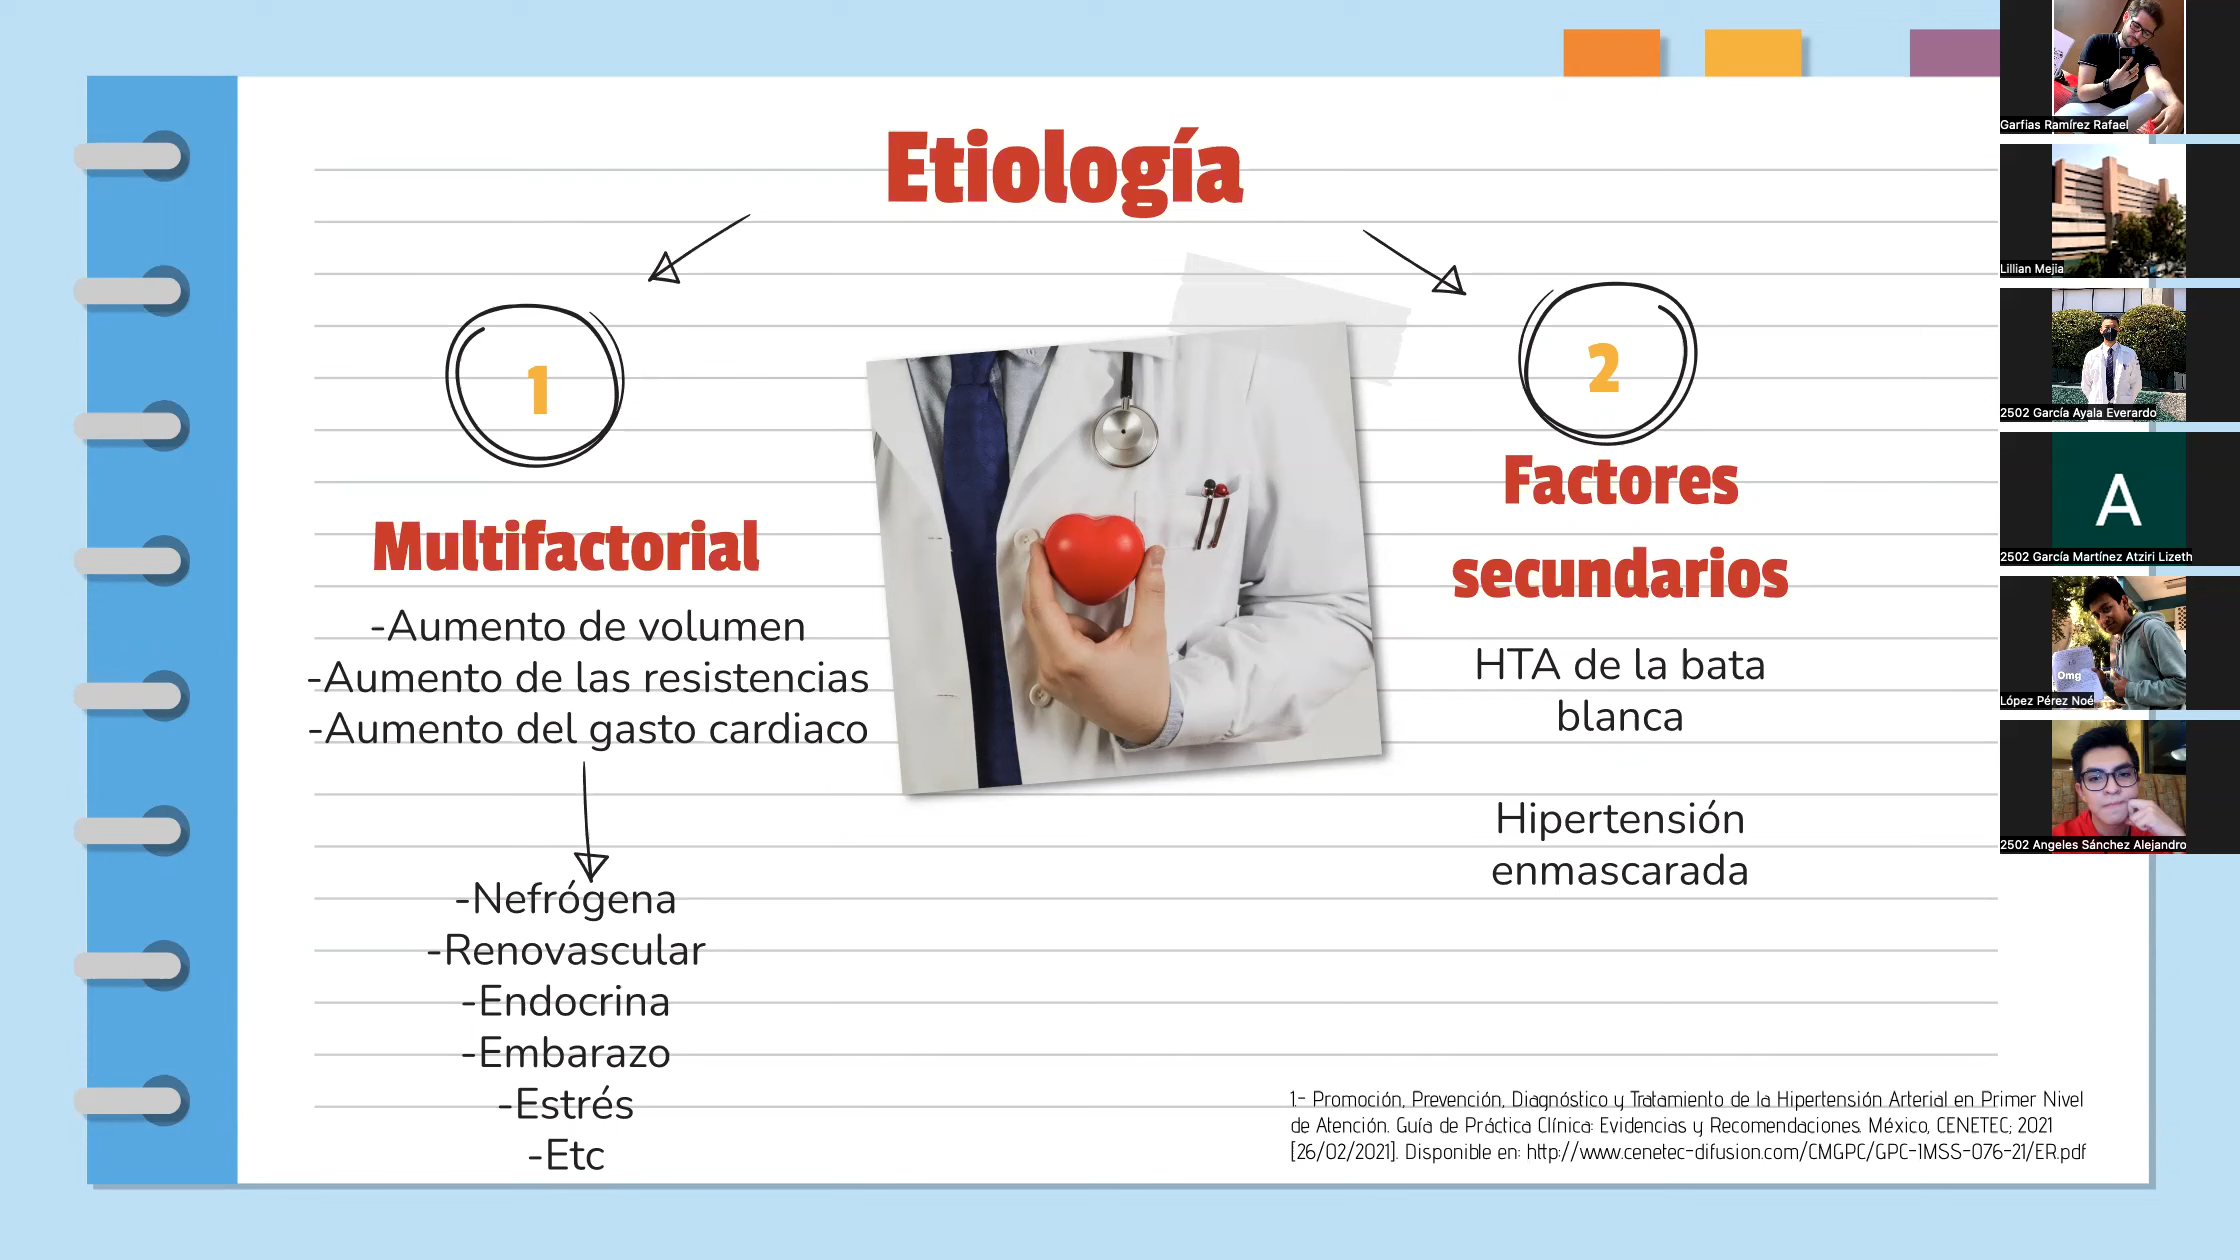 Etiología
1
Multifactorial
-Aumento de volumen
-Aumento de las resistencias
-Aumento del gasto cardiaco
-Nefrógena
-Renovascular
-Endocrina
-Embarazo
-Estrés
-Etc
2
Factores
secundarios
HTA de la bata
blanca
Hipertensión
enmascarada
1.- Promoción, Prevención, Diagnóstico y Tratamiento de la Hipertensión Arterial en Primer Nivel
de Atención. Guía de Práctica Clínica: Evidencias y Recomendaciones. México, CENETEC; 2021
[26/02/2021]. Disponible en: http://www.cenetec-difusion.com/CMGPC/GPC-IMSS-076-21/ER.pdf
Garfias Ramírez Rafael
Lillian Mejia
2502 García Ayala Everardo
A
2502 García Martínez Atziri Lizeth
Omg
López Pérez Noé
2502 Angeles Sánchez Alejandro